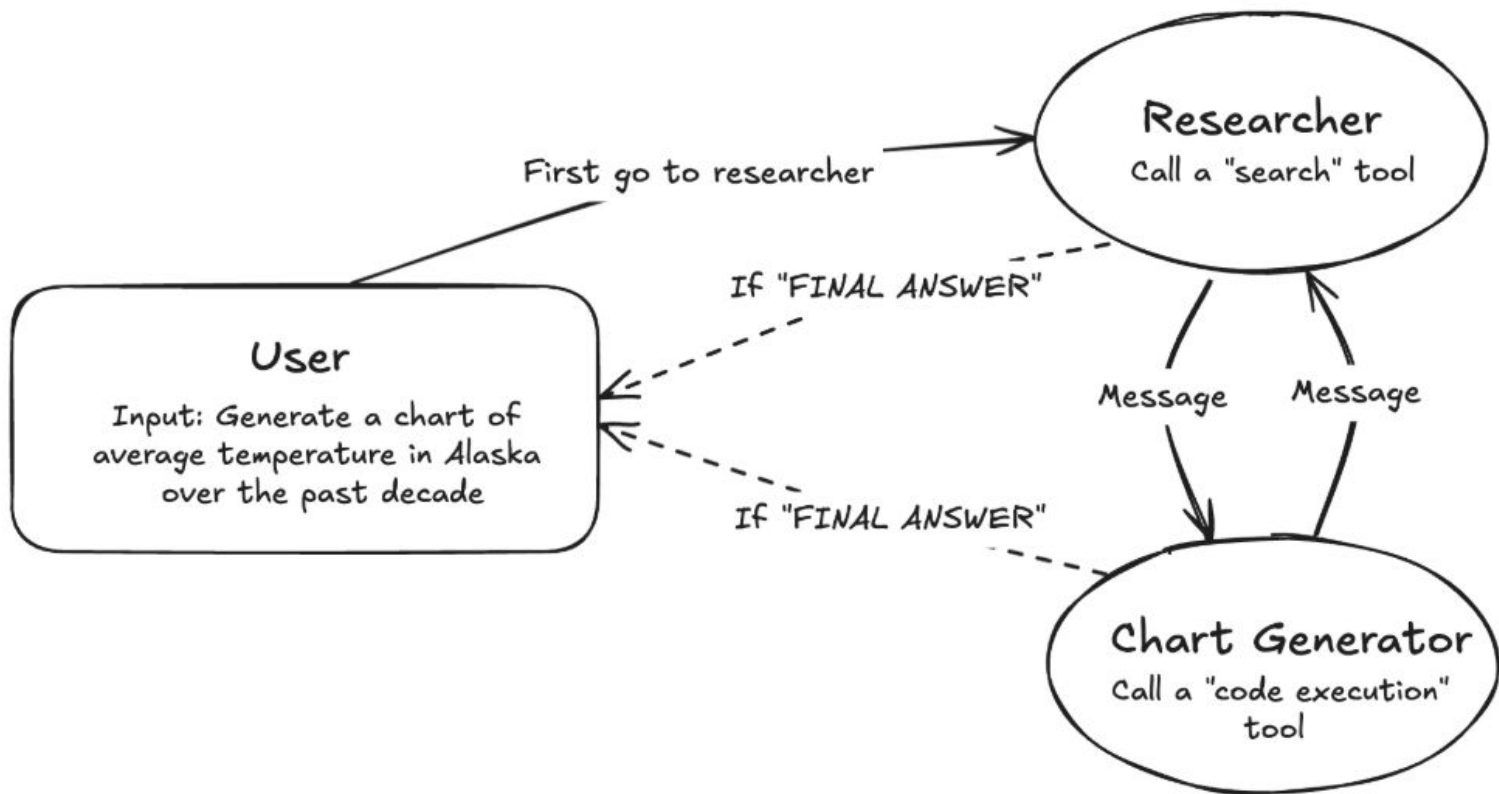 Researcher
Call a "search" tool
First go to researcher
If "FINAL ANSWER"
User
Input: Generate a chart of
average temperature in Alaska
over the past decade
Message
Message
If "FINAL ANSWER"
Chart Generator
Call a "code execution"
tool